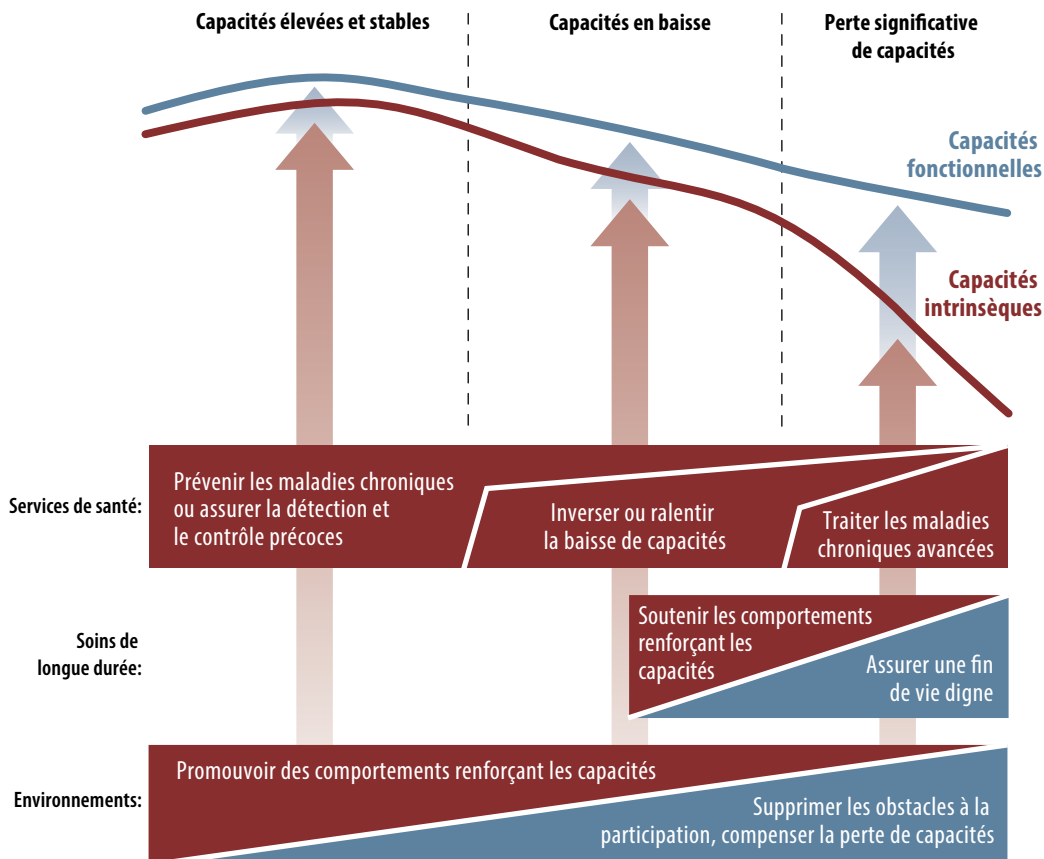 Capacités élevées et stables
Capacités en baisse
Perte significative
de capacités
Capacités
fonctionnelles
Capacités
intrinsèques
Services de santé:
Prévenir les maladies chroniques
ou assurer la détection et
le contrôle précoces
Inverser ou ralentir
la baisse de capacités
Traiter les maladies
chroniques avancées
Soins de
longue durée:
Soutenir les comportements
renforçant les
capacités
Assurer une fin
de vie digne
Environnements:
Promouvoir des comportements renforçant les capacités
Supprimer les obstacles à la
participation, compenser la perte de capacités